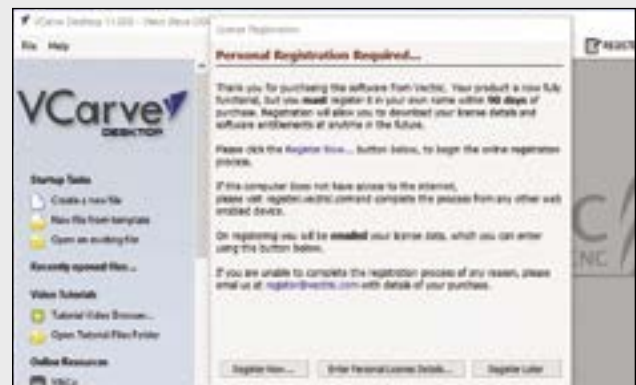 VCarve Desktop
License Registration
File Help
REGISTE
Personal Registration Required...
VCarve
DESKTOP
Thank you for purchasing the software from Vectric. Your product is now fully
functional, but you must register it in your own name within 90 days of
purchase. Registration will allow you to download your license details and
software entitlements at anytime in the future.
Please click the Register Now... button below, to begin the online registration
process.
If the computer does not have access to the internet,
please visit register.vectric.com and complete the process from any other web
enabled device.
On registering you will be emailed your license data, which you can enter
using the button below.
If you are unable to complete the registration process of any reason, please
email us at register@vectric.com with details of your purchase.
Startup Tasks
Create a new file
New file from template
Open an existing file
Recently opened files...
Video Tutorials
Tutorial Video Browser...
Open Tutorial Files Folder
Online Resources
Register Now...
Enter Personal License Details...
Register Later